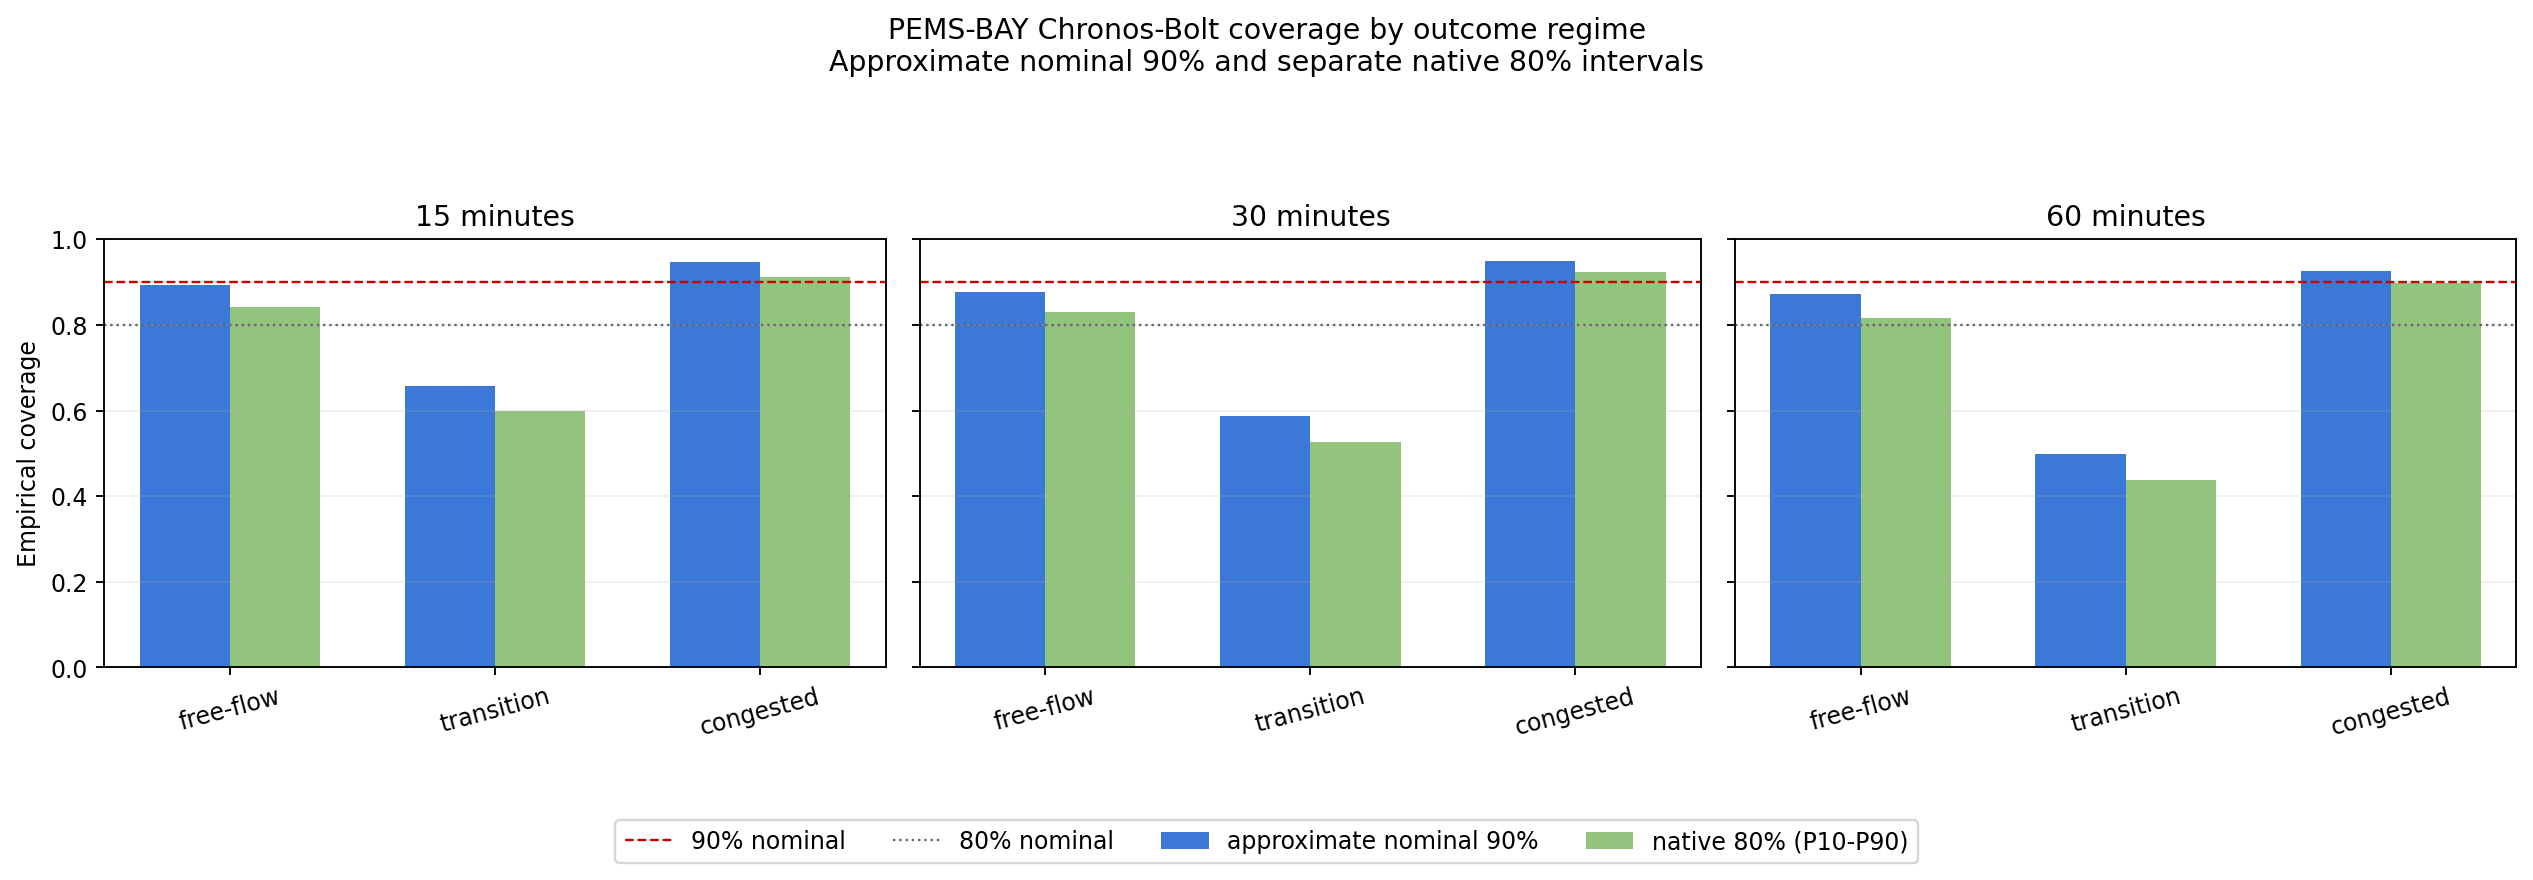 PEMS-BAY Chronos-Bolt coverage by outcome regime
Approximate nominal 90% and separate native 80% intervals
15 minutes
30 minutes
60 minutes
Empirical coverage
1.0
0.8
0.6
0.4
0.2
0.0
free-flow
transition
congested
free-flow
transition
congested
free-flow
transition
congested
90% nominal
80% nominal
approximate nominal 90%
native 80% (P10-P90)